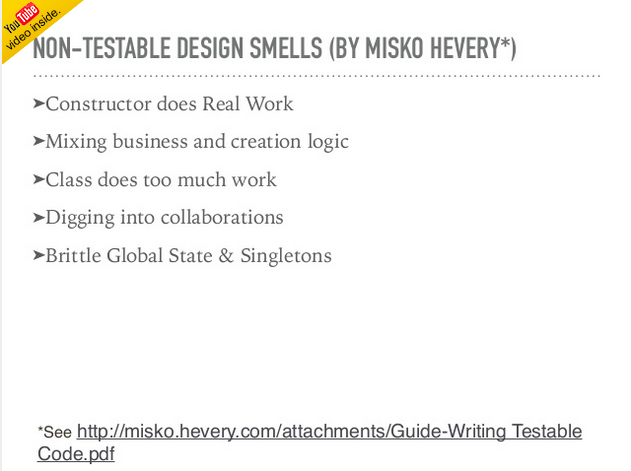 YouTube
video inside.
NON-TESTABLE DESIGN SMELLS (BY MISKO HEVERY*)
➤Constructor does Real Work
➤Mixing business and creation logic
➤Class does too much work
➤Digging into collaborations
➤Brittle Global State & Singletons
*See http://misko.hevery.com/attachments/Guide-Writing Testable
Code.pdf